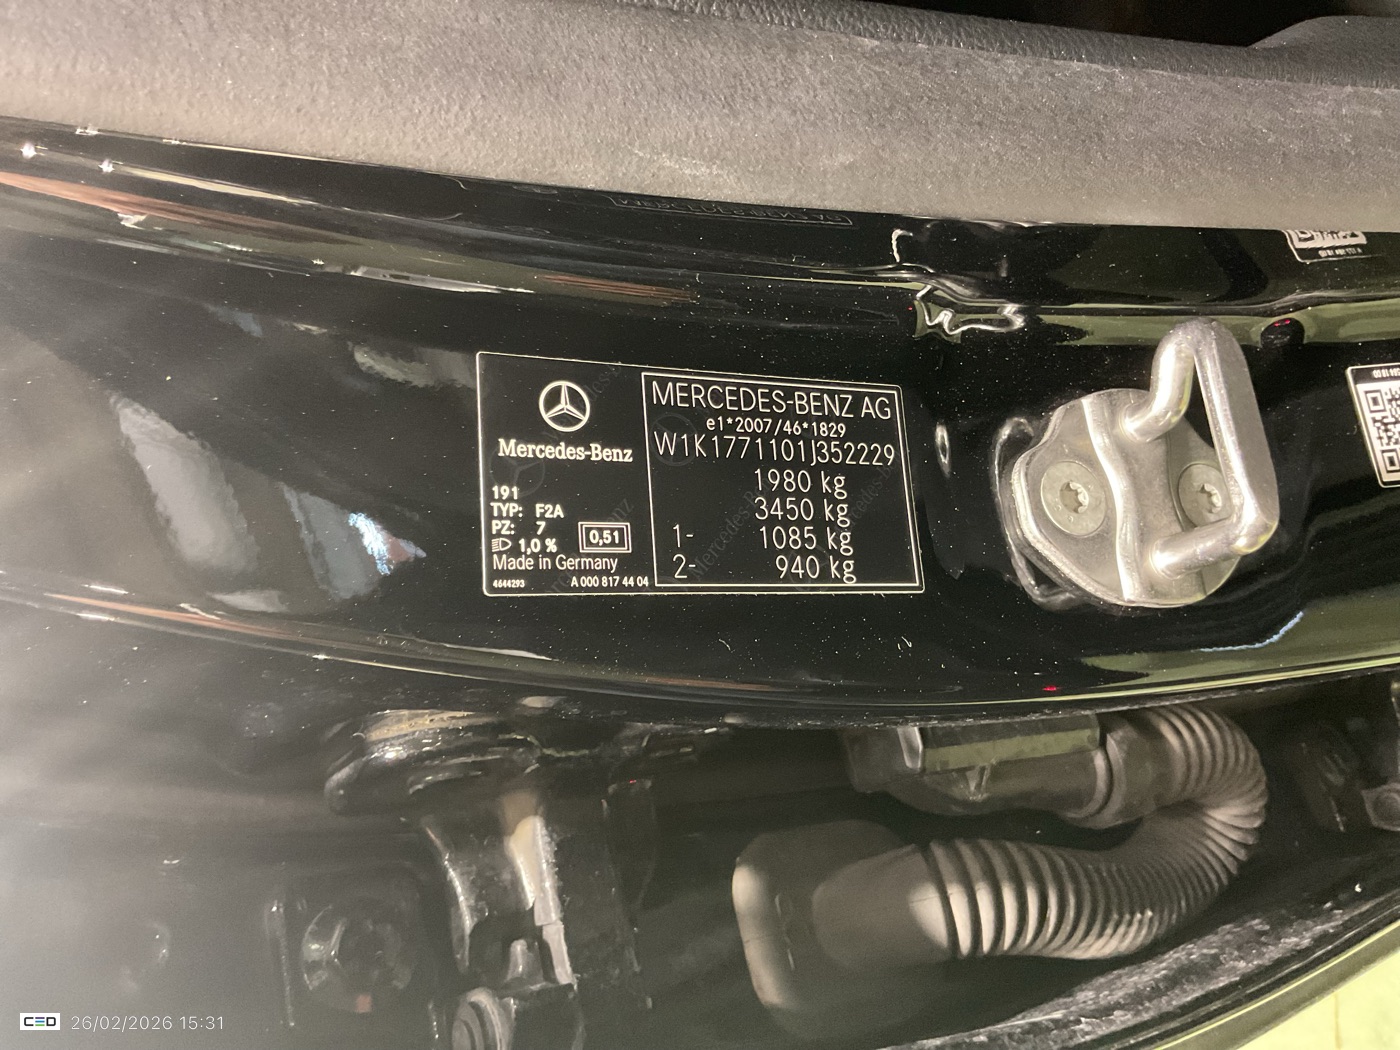 Mercedes-Benz
191
TYP: F2A
PZ: 7
1,0 %
0,51
Made in Germany
4644293
A 000 817 44 04
MERCEDES-BENZ AG
e1*2007/46*1829
W1K1771101J352229
1980 kg
3450 kg
1- 1085 kg
2- 940 kg
CED 26/02/2026 15:31